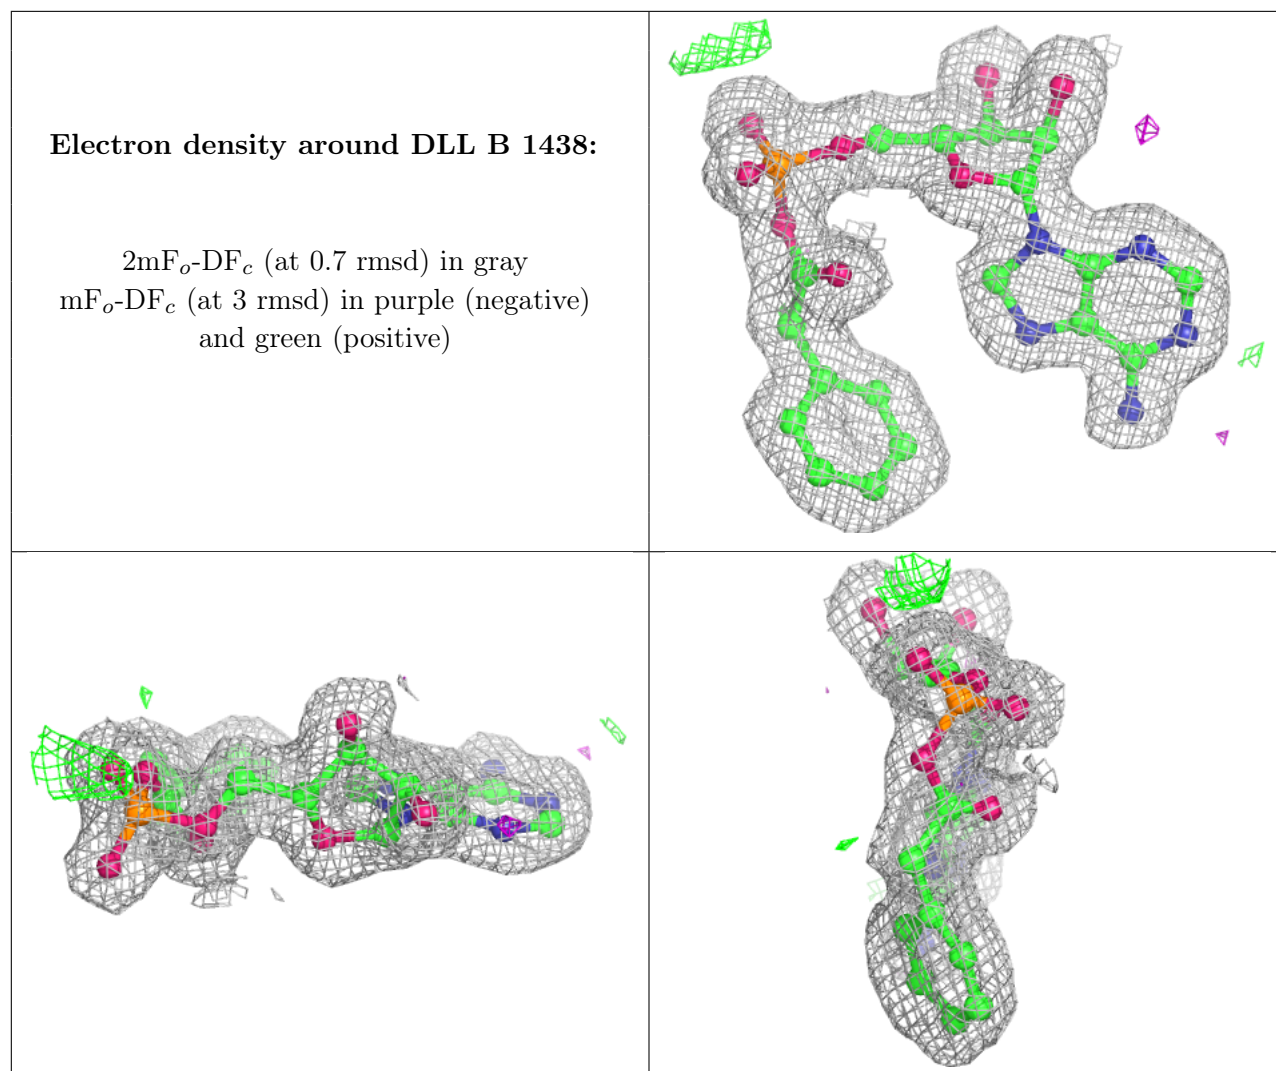 Electron density around DLL B 1438:
2mFo-DFc (at 0.7 rmsd) in gray
mFo-DFc (at 3 rmsd) in purple (negative)
and green (positive)